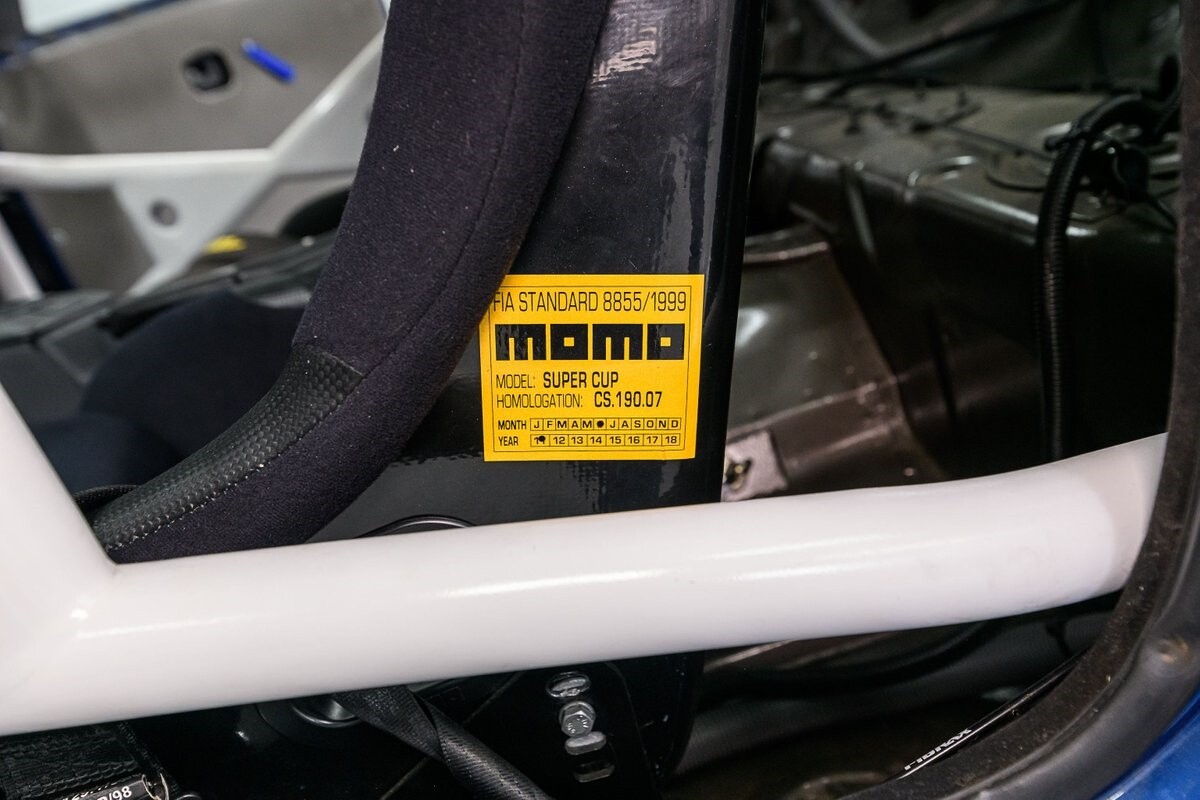 FIA STANDARD 8855/1999
momo
MODEL: SUPER CUP
HOMOLOGATION: CS.190.07
MONTH J F M A M J A S O N D
YEAR 12 13 14 15 16 17 18
/98